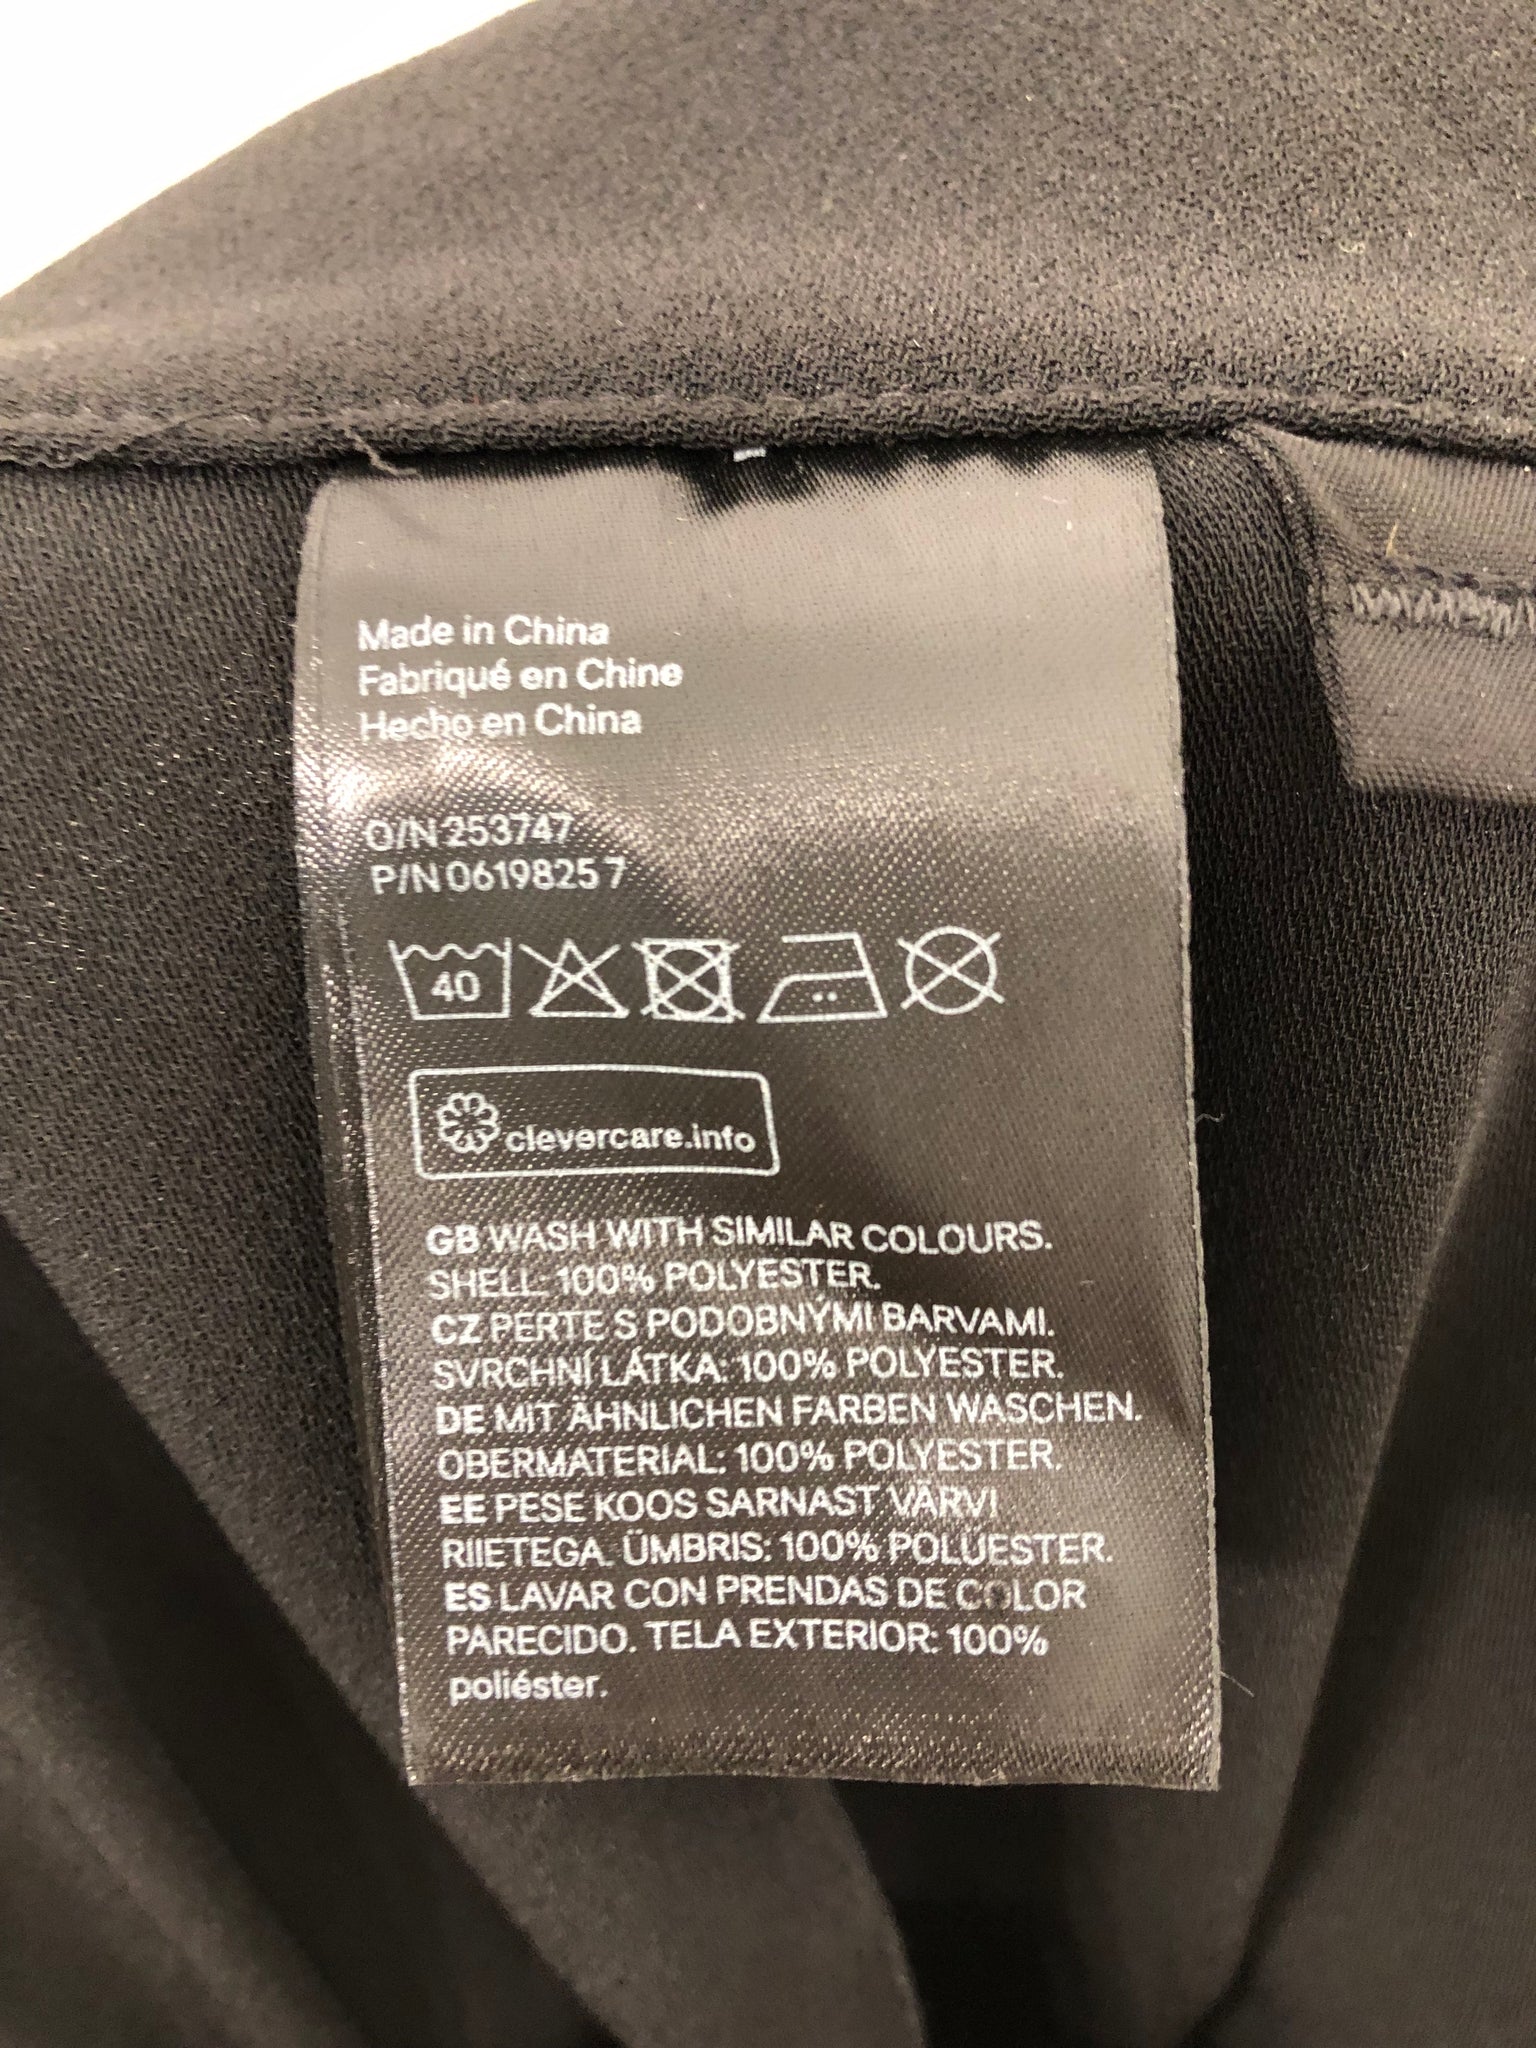 Made in China
Fabriqué en Chine
Hecho en China
O/N 253747
P/N 0619825 7
40
clevercare.info
GB WASH WITH SIMILAR COLOURS.
SHELL: 100% POLYESTER.
CZ PERTE S PODOBNÝMI BARVAMI.
SVRCHNÍ LÁTKA: 100% POLYESTER.
DE MIT ÄHNLICHEN FARBEN WASCHEN.
OBERMATERIAL: 100% POLYESTER.
EE PESE KOOS SARNAST VÄRVI
RIIETEGA. ÜMBRIS: 100% POLÜESTER.
ES LAVAR CON PRENDAS DE COLOR
PARECIDO. TELA EXTERIOR: 100%
poliéster.